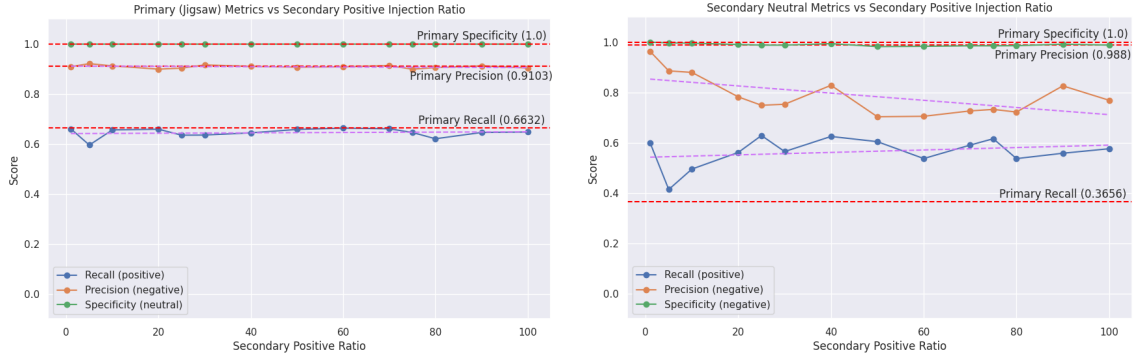 Primary (Jigsaw) Metrics vs Secondary Positive Injection Ratio
Primary Specificity (1.0)
Primary Precision (0.9103)
Primary Recall (0.6632)
1.0
0.8
0.6
0.4
0.2
0.0
Score
Recall (positive)
Precision (negative)
Specificity (neutral)
0 20 40 60 80 100
Secondary Positive Ratio
Secondary Neutral Metrics vs Secondary Positive Injection Ratio
Primary Specificity (1.0)
Primary Precision (0.988)
Primary Recall (0.3656)
1.0
0.8
0.6
0.4
0.2
0.0
Score
Recall (positive)
Precision (negative)
Specificity (negative)
0 20 40 60 80 100
Secondary Positive Ratio